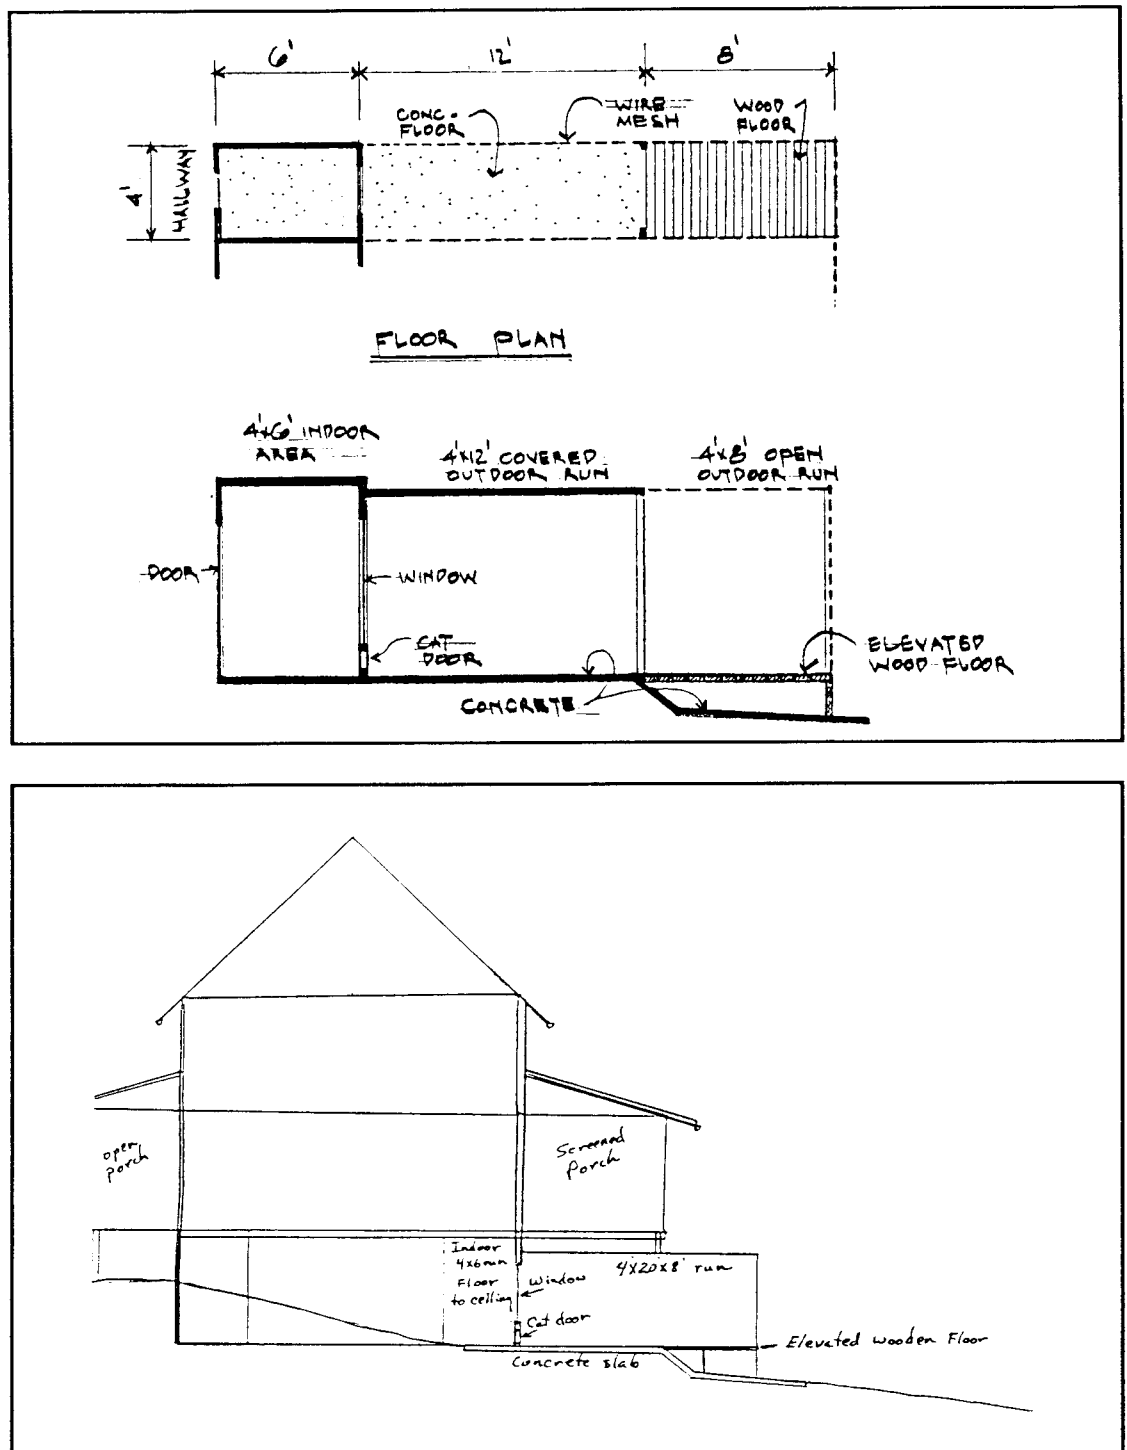 6' 12' 8'
CONC.
FLOOR
WIRE
MESH
WOOD
FLOOR
4'
HALLWAY
FLOOR PLAN
4'x6' INDOOR
AREA
4'x12' COVERED
OUTDOOR RUN
4'x8' OPEN
OUTDOOR RUN
DOOR
WINDOW
CAT
DOOR
ELEVATED
WOOD FLOOR
CONCRETE
open
porch
Screened
Porch
Indoor
4x6 run
Floor
to ceiling
Window
4'x20'x8' run
Cat door
Elevated Wooden Floor
Concrete slab